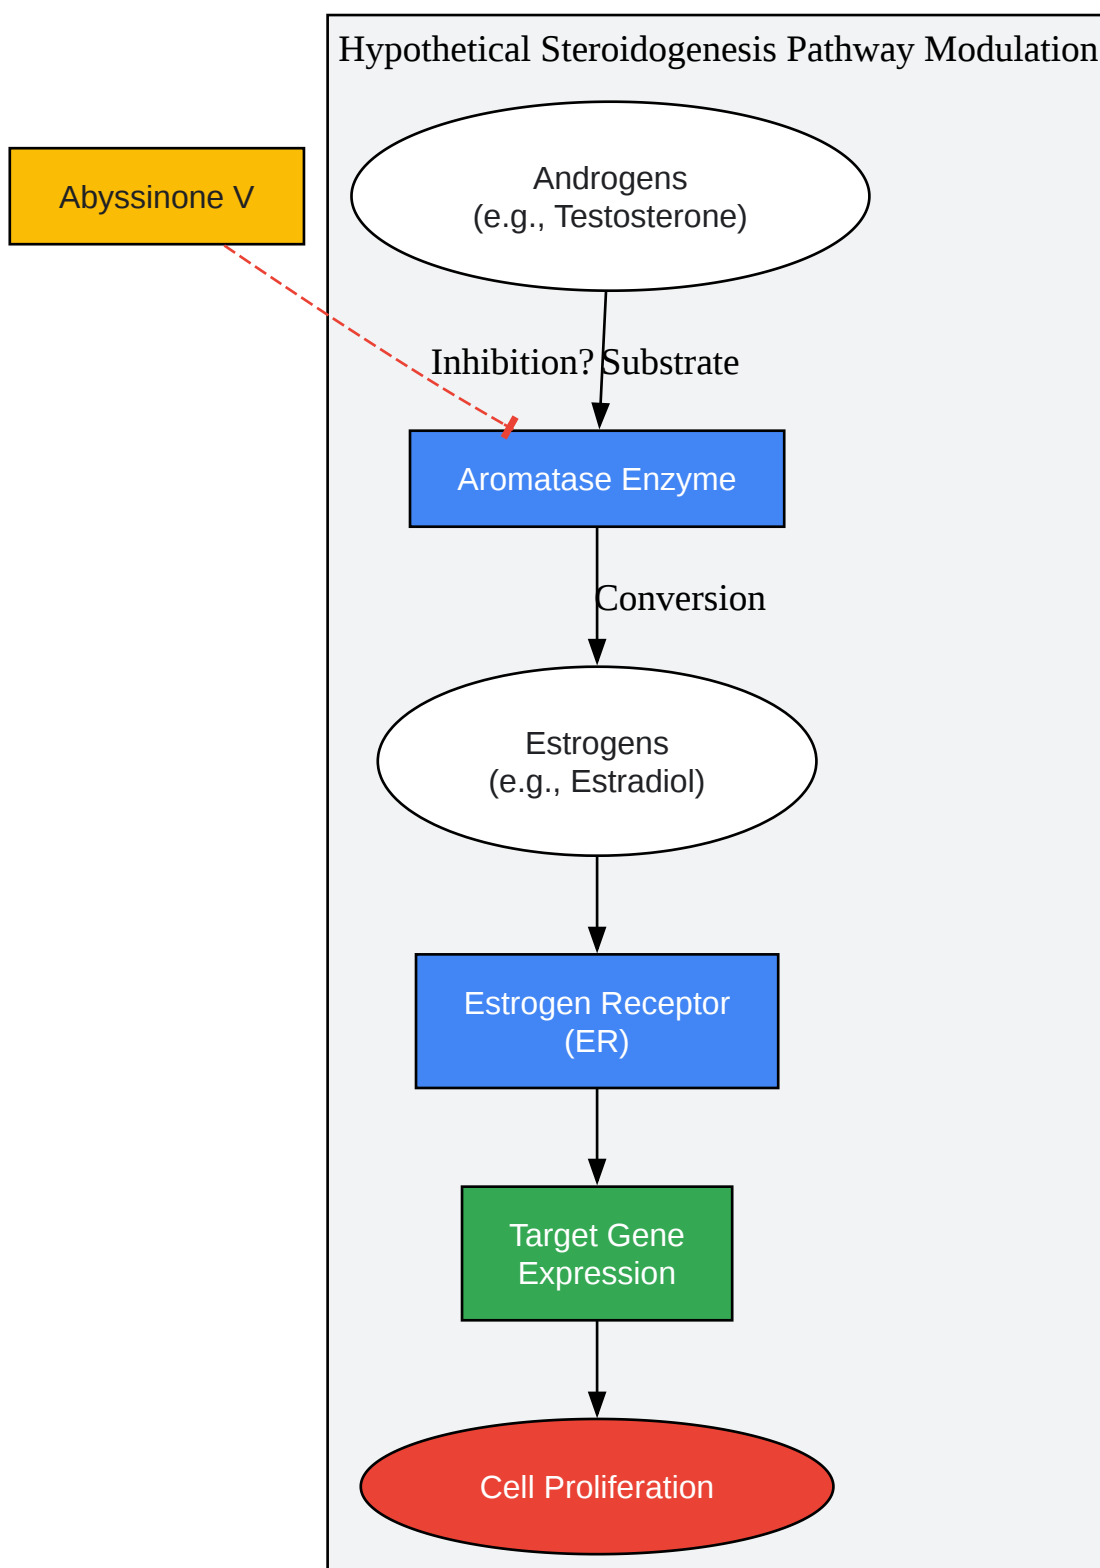 Hypothetical Steroidogenesis Pathway Modulation
Abyssinone V
Androgens
(e.g., Testosterone)
Inhibition?
Substrate
Aromatase Enzyme
Conversion
Estrogens
(e.g., Estradiol)
Estrogen Receptor
(ER)
Target Gene
Expression
Cell Proliferation